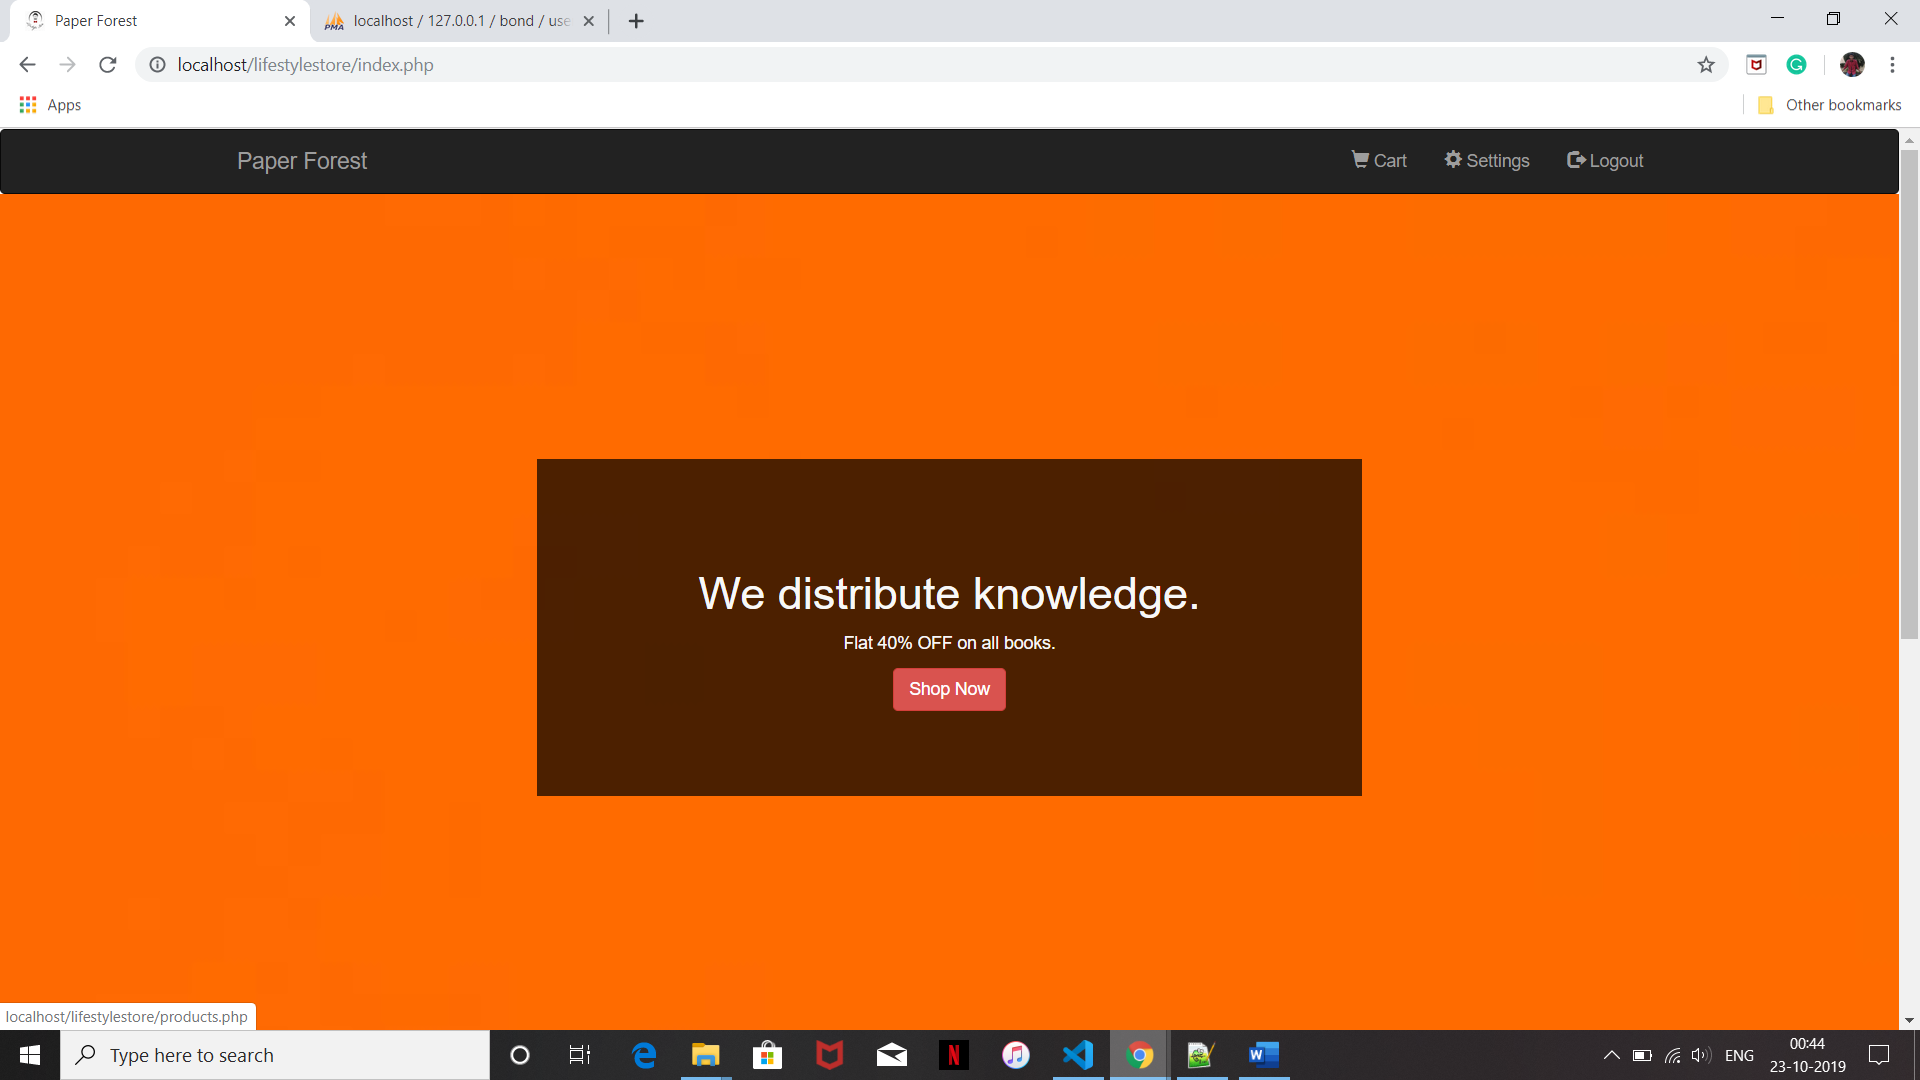 Paper Forest
localhost / 127.0.0.1 / bond / use
localhost/lifestylestore/index.php
Apps
Other bookmarks
Paper Forest
Cart
Settings
Logout
We distribute knowledge.
Flat 40% OFF on all books.
Shop Now
localhost/lifestylestore/products.php
Type here to search
ENG
00:44
23-10-2019